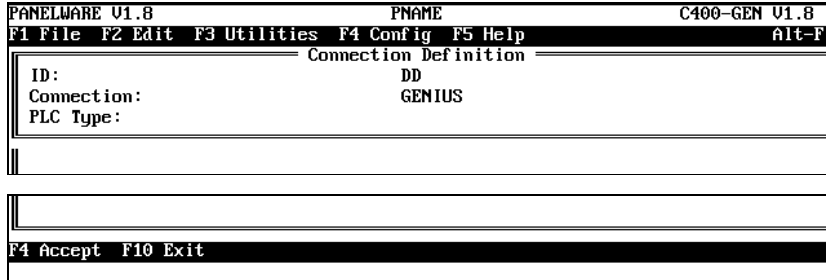 PANELWARE V1.8 PNAME C400-GEN V1.8
F1 File F2 Edit F3 Utilities F4 Config F5 Help Alt-F
Connection Definition
ID: DD
Connection: GENIUS
PLC Type:
F4 Accept F10 Exit